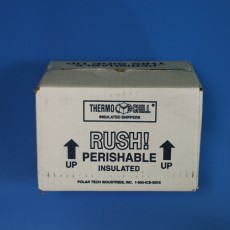 THERMO CHILL
INSULATED SHIPPERS
RUSH!
UP PERISHABLE UP
INSULATED
POLAR TECH INDUSTRIES, INC.